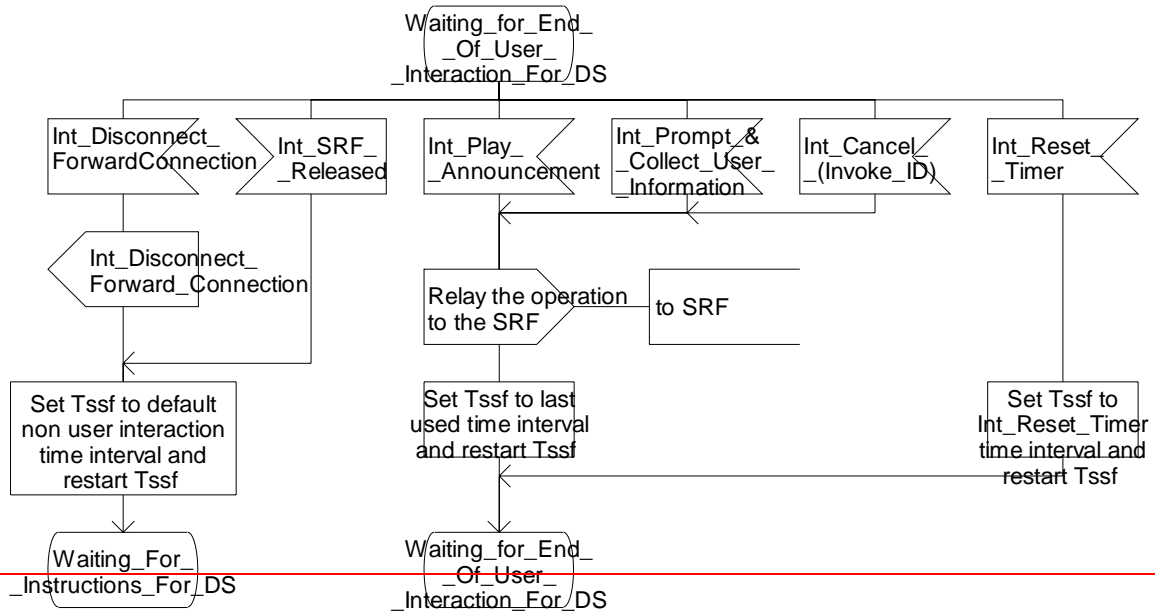 Waiting_for_End_
_Of_User_
_Interaction_For_DS
Int_Disconnect_
ForwardConnection
Int_SRF_
_Released
Int_Play_
_Announcement
Int_Prompt_&
_Collect_User_
_Information
Int_Cancel_
_(Invoke_ID)
Int_Reset_
_Timer
Int_Disconnect_
Forward_Connection
Relay the operation
to the SRF
to SRF
Set Tssf to default
non user interaction
time interval and
restart Tssf
Set Tssf to last
used time interval
and restart Tssf
Set Tssf to
Int_Reset_Timer
time interval and
restart Tssf
Waiting_For_
_Instructions_For_DS
Waiting_for_End_
_Of_User_
_Interaction_For_DS